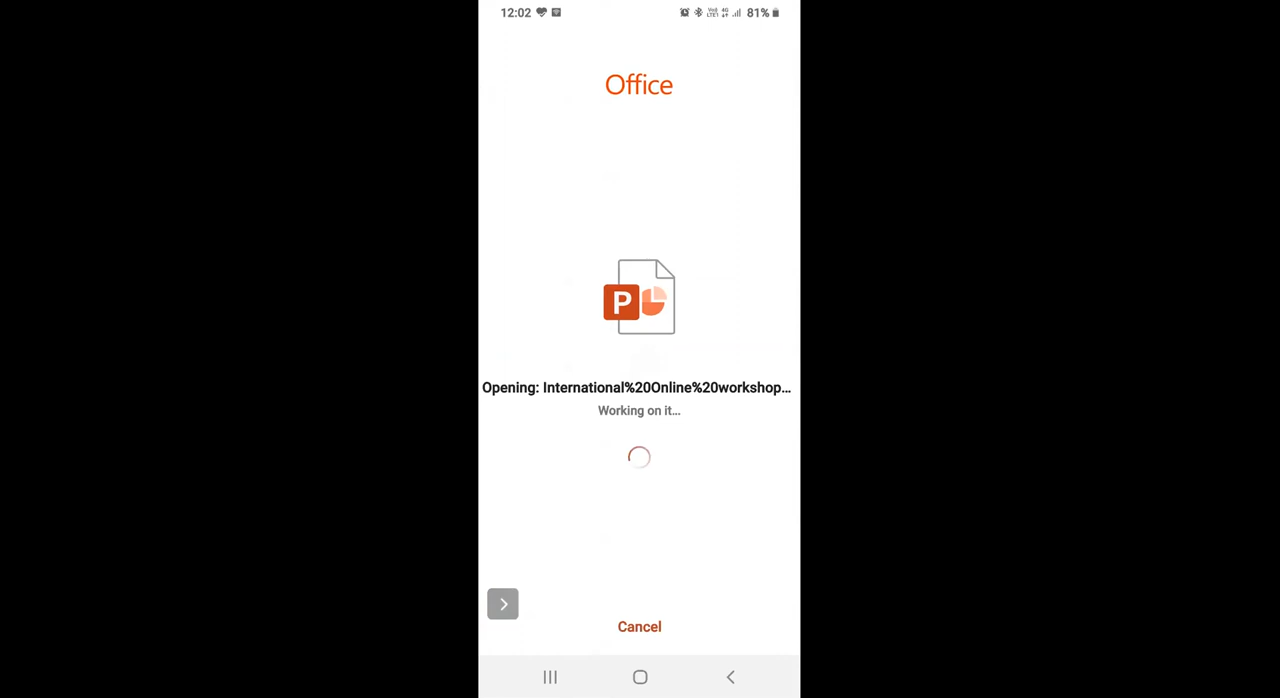 12:02
81%
Office
P
Opening: International%20Online%20workshop...
Working on it...
Cancel